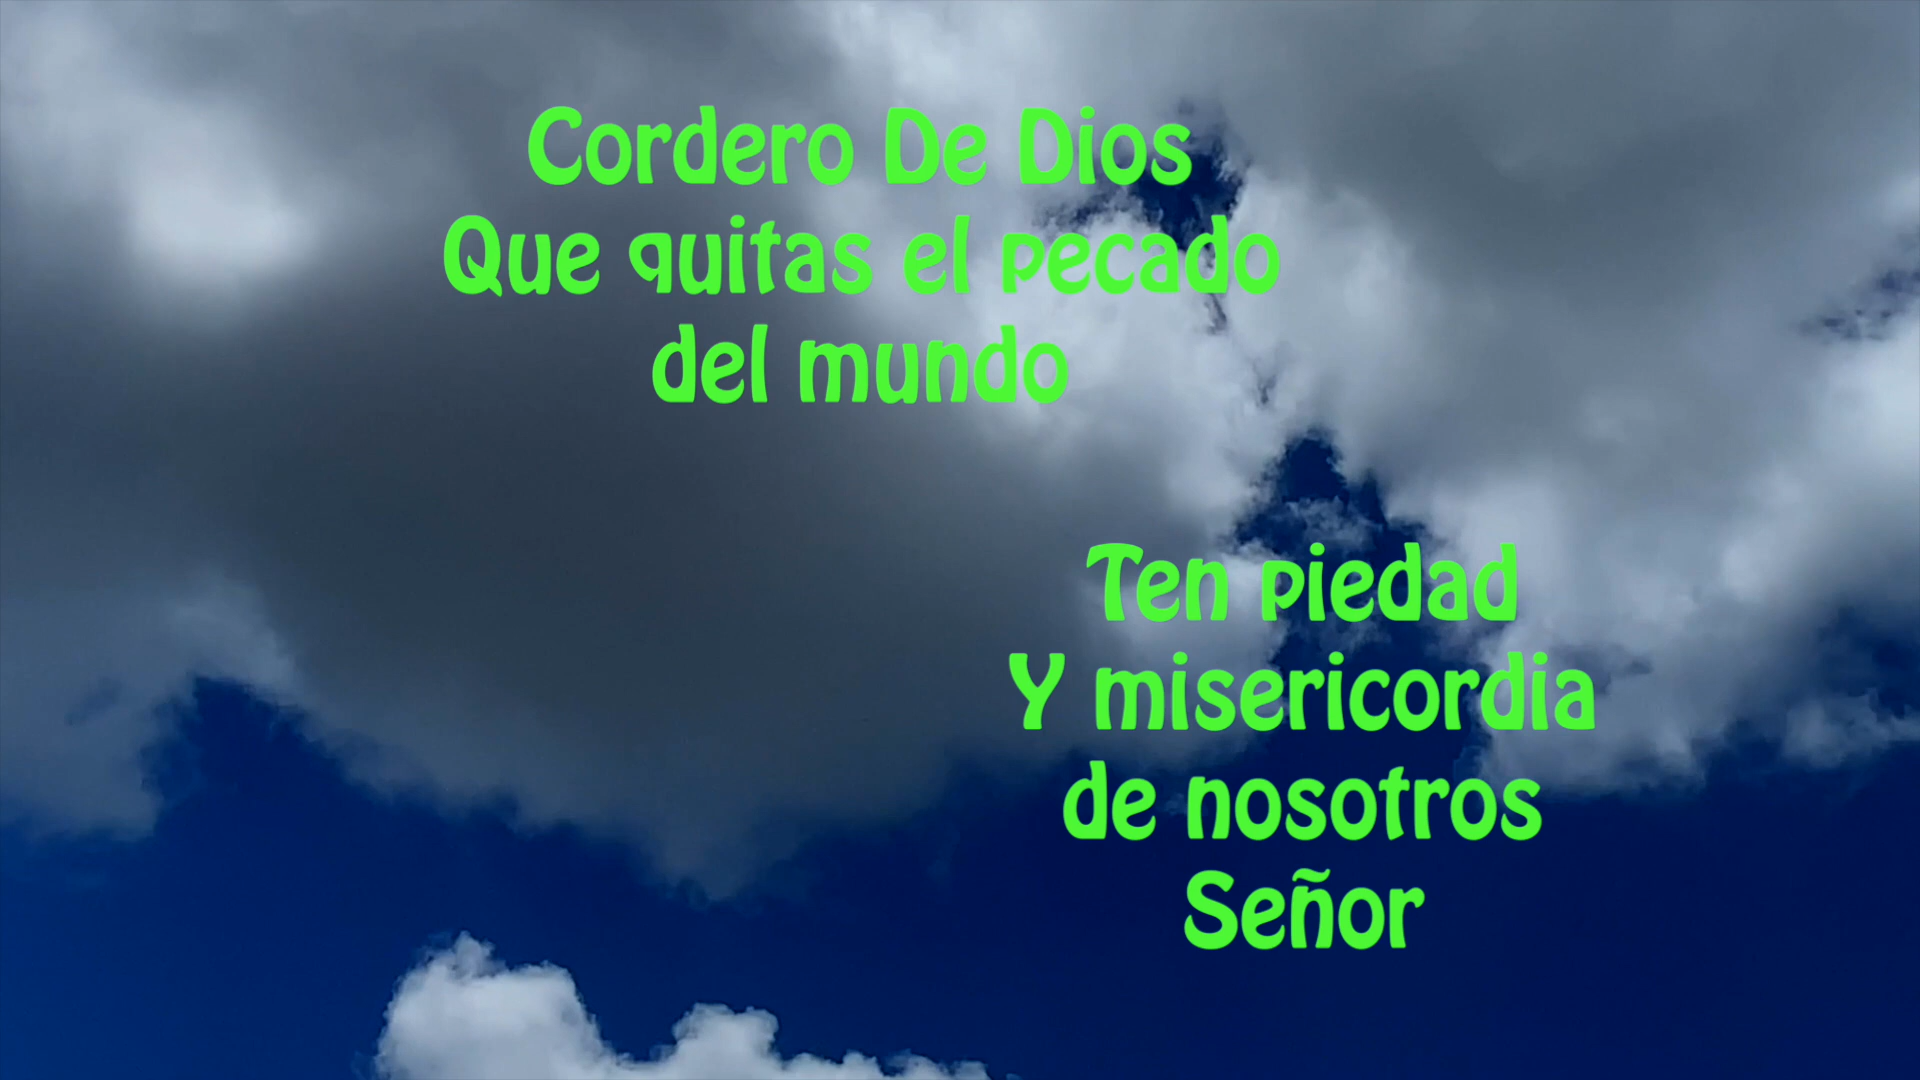 Cordero De Dios
Que quitas el pecado
del mundo
Ten piedad
Y misericordia
de nosotros
Señor